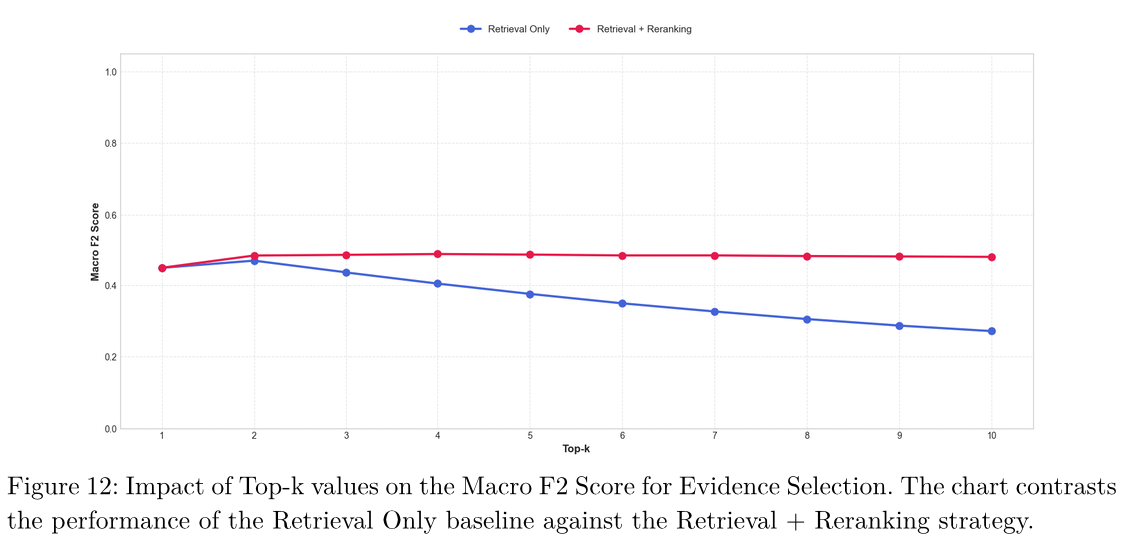 Retrieval Only Retrieval + Reranking
1.0
0.8
0.6
0.4
0.2
0.0
Macro F2 Score
1 2 3 4 5 6 7 8 9 10
Top-k
Figure 12: Impact of Top-k values on the Macro F2 Score for Evidence Selection. The chart contrasts
the performance of the Retrieval Only baseline against the Retrieval + Reranking strategy.